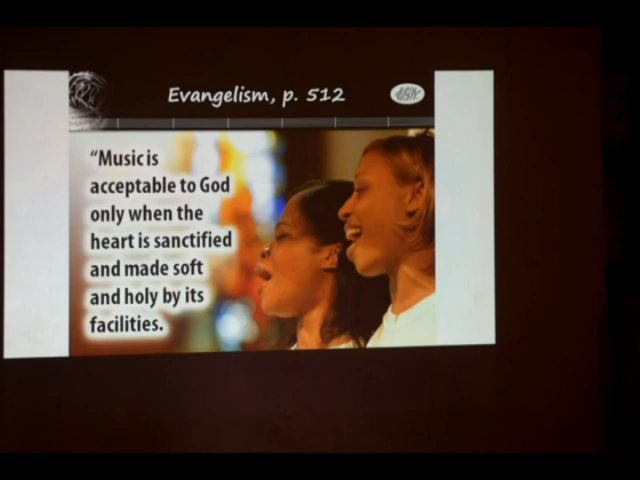 Evangelism, p. 512
“Music is
acceptable to God
only when the
heart is sanctified
and made soft
and holy by its
facilities.